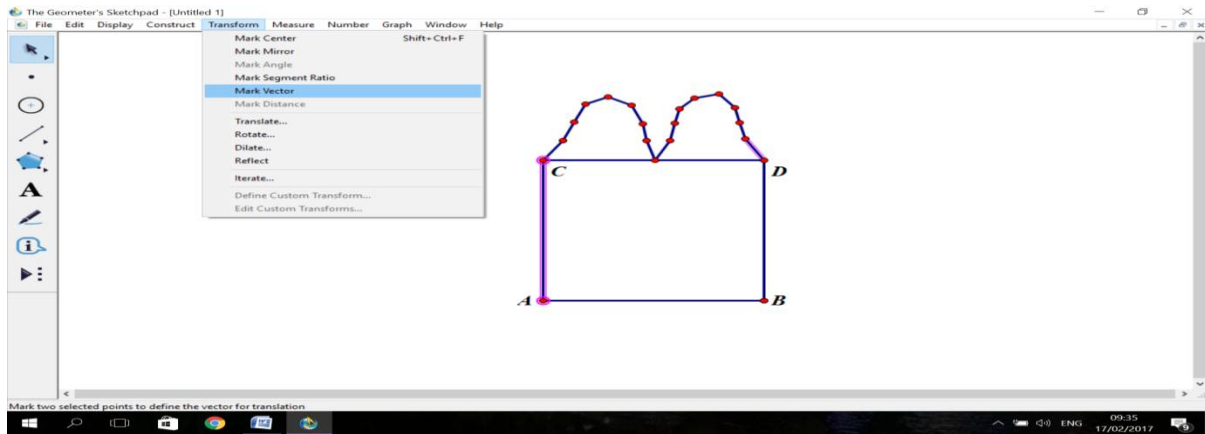 The Geometer's Sketchpad - [Untitled 1]
File Edit Display Construct Transform Measure Number Graph Window Help
Mark Center Shift+Ctrl+F
Mark Mirror
Mark Angle
Mark Segment Ratio
Mark Vector
Mark Distance
Translate...
Rotate...
Dilate...
Reflect
Iterate...
Define Custom Transform...
Edit Custom Transforms...
A
C
D
A
B
Mark two selected points to define the vector for translation
ENG
09:35
17/02/2017